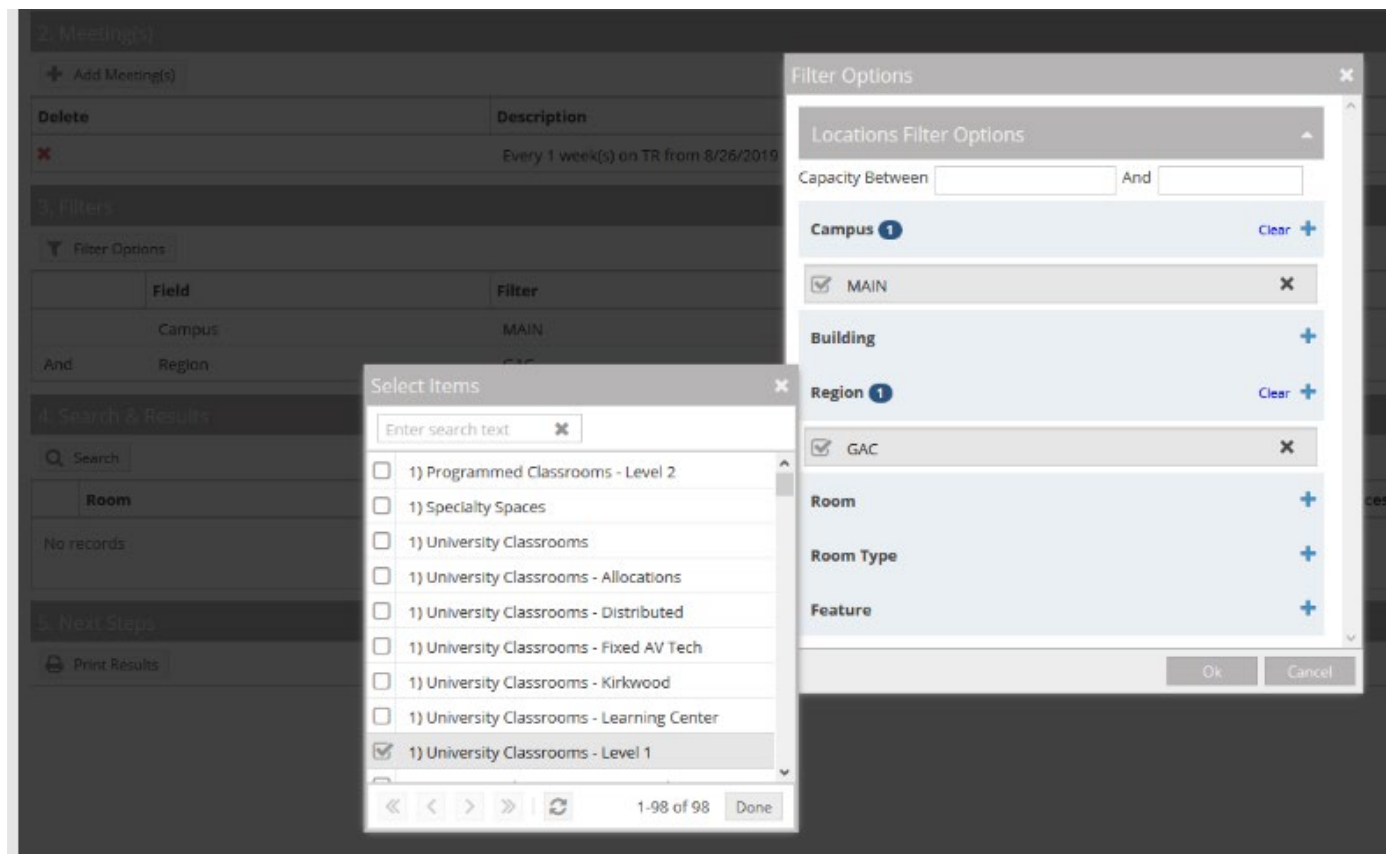 2. Meeting(s)
Add Meeting(s)
Delete Description
Every 1 week(s) on TR from 8/26/2019
3. Filters
Filter Options
Field Filter
Campus MAIN
And Region GAC
4. Search & Results
Search
Room
No records
5. Next Steps
Print Results
Filter Options
Locations Filter Options
Capacity Between And
Campus 1 Clear
MAIN
Building
Region 1 Clear
GAC
Room
Room Type
Feature
Ok Cancel
Select Items
Enter search text
1) Programmed Classrooms - Level 2
1) Specialty Spaces
1) University Classrooms
1) University Classrooms - Allocations
1) University Classrooms - Distributed
1) University Classrooms - Fixed AV Tech
1) University Classrooms - Kirkwood
1) University Classrooms - Learning Center
1) University Classrooms - Level 1
1-98 of 98 Done